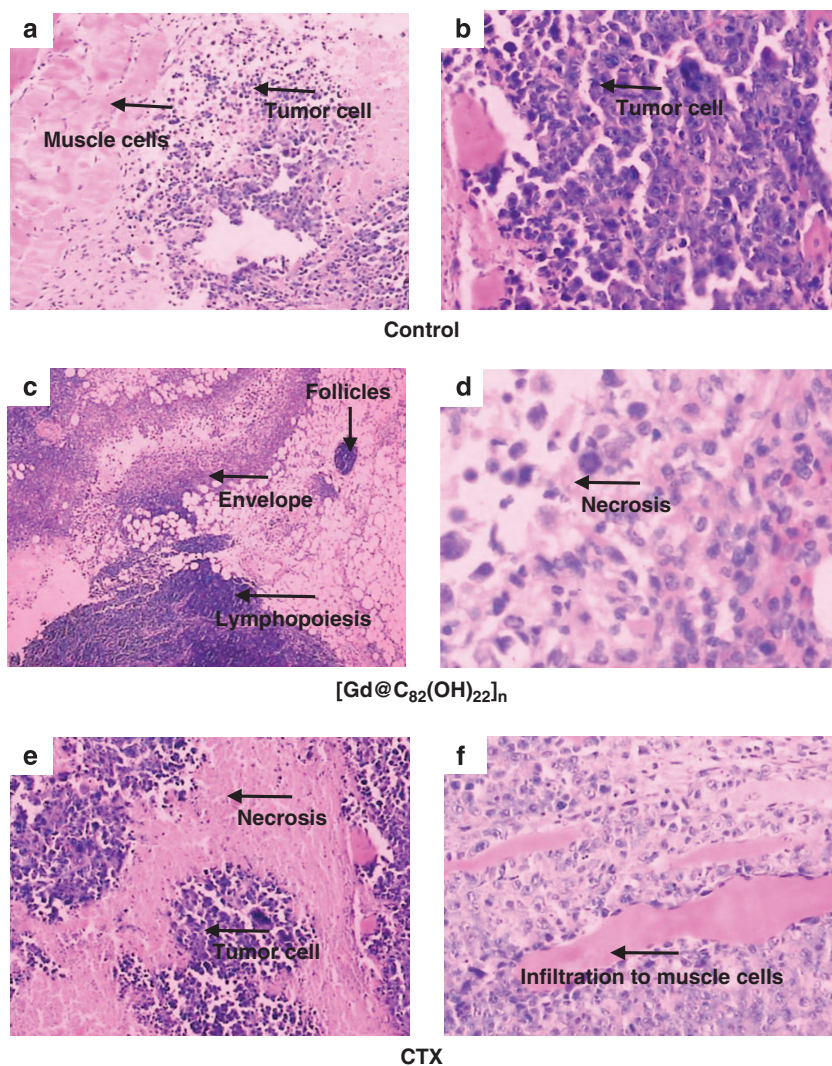 a
Tumor cell
Muscle cells
b
Tumor cell
Control
c
Follicles
Envelope
Lymphopoiesis
d
Necrosis
[Gd@C₈₂(OH)₂₂]ₙ
e
Necrosis
Tumor cell
f
Infiltration to muscle cells
CTX